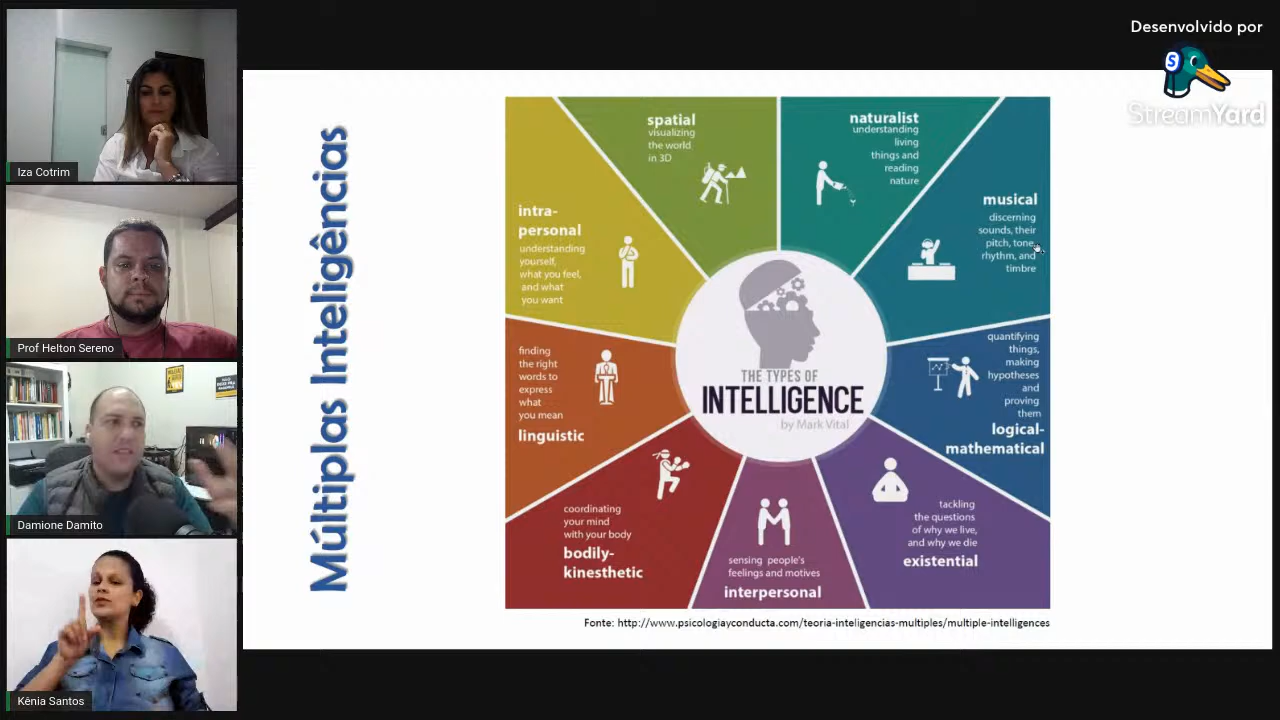 Desenvolvido por
S
StreamYard
Iza Cotrim
Prof Helton Sereno
Damione Damito
Kênia Santos
Múltiplas Inteligências
spatial
visualizing
the world
in 3D
naturalist
understanding
living
things and
reading
nature
musical
discerning
sounds, their
pitch, tone,
rhythm, and
timbre
quantifying
things,
making
hypotheses
and
proving
them
logical-
mathematical
tackling
the questions
of why we live,
and why we die
existential
sensing people's
feelings and motives
interpersonal
coordinating
your mind
with your body
bodily-
kinesthetic
finding
the right
words to
express
what
you mean
linguistic
intra-
personal
understanding
yourself,
what you feel,
and what
you want
THE TYPES OF
INTELLIGENCE
by Mark Vital
Fonte: http://www.psicologiayconducta.com/teoria-inteligencias-multiples/multiple-intelligences